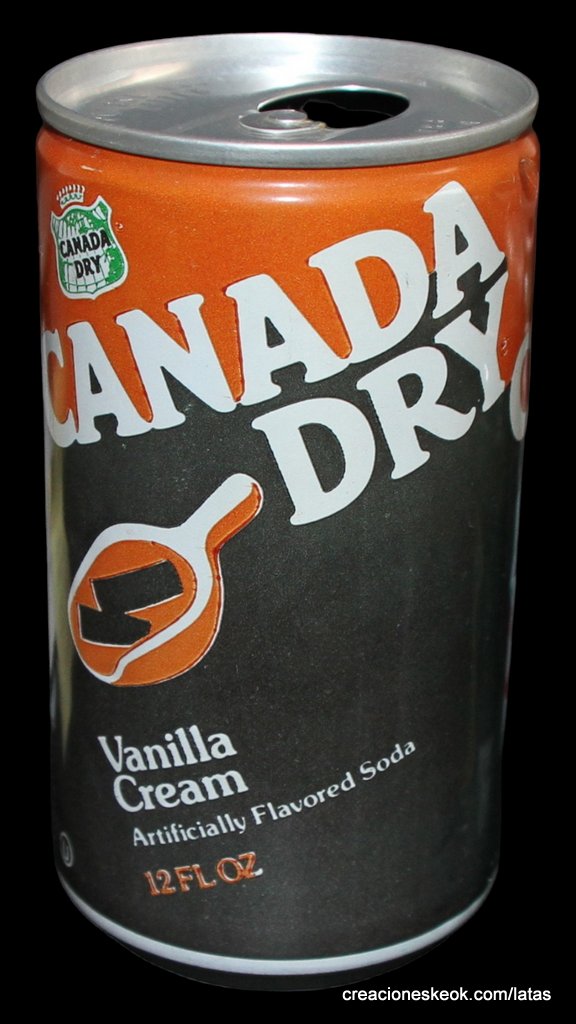 CANADA
DRY
CANADA
DRY
Vanilla
Cream
Artificially Flavored Soda
12 FL OZ
creacioneskeok.com/latas